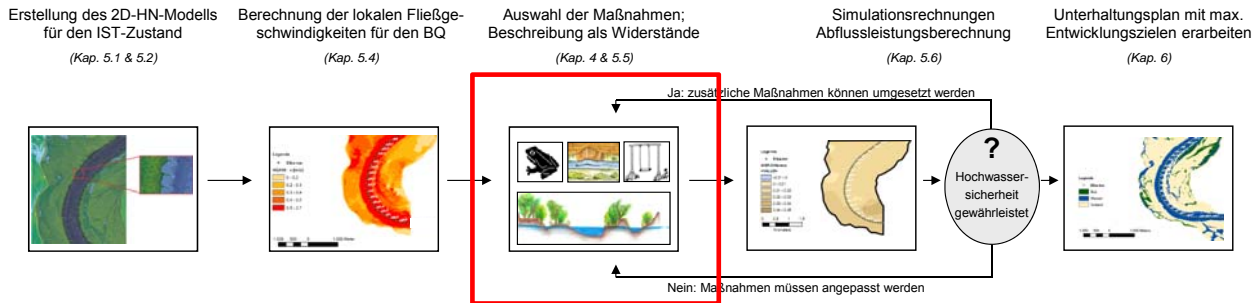 Erstellung des 2D-HN-Modells
für den IST-Zustand
(Kap. 5.1 & 5.2)
Berechnung der lokalen Fließge-
schwindigkeiten für den BQ
(Kap. 5.4)
Auswahl der Maßnahmen;
Beschreibung als Widerstände
(Kap. 4 & 5.5)
Simulationsrechnungen
Abflussleistungsberechnung
(Kap. 5.6)
Unterhaltungsplan mit max.
Entwicklungszielen erarbeiten
(Kap. 6)
Ja: zusätzliche Maßnahmen können umgesetzt werden
?
Hochwasser-
sicherheit
gewährleistet
Nein: Maßnahmen müssen angepasst werden